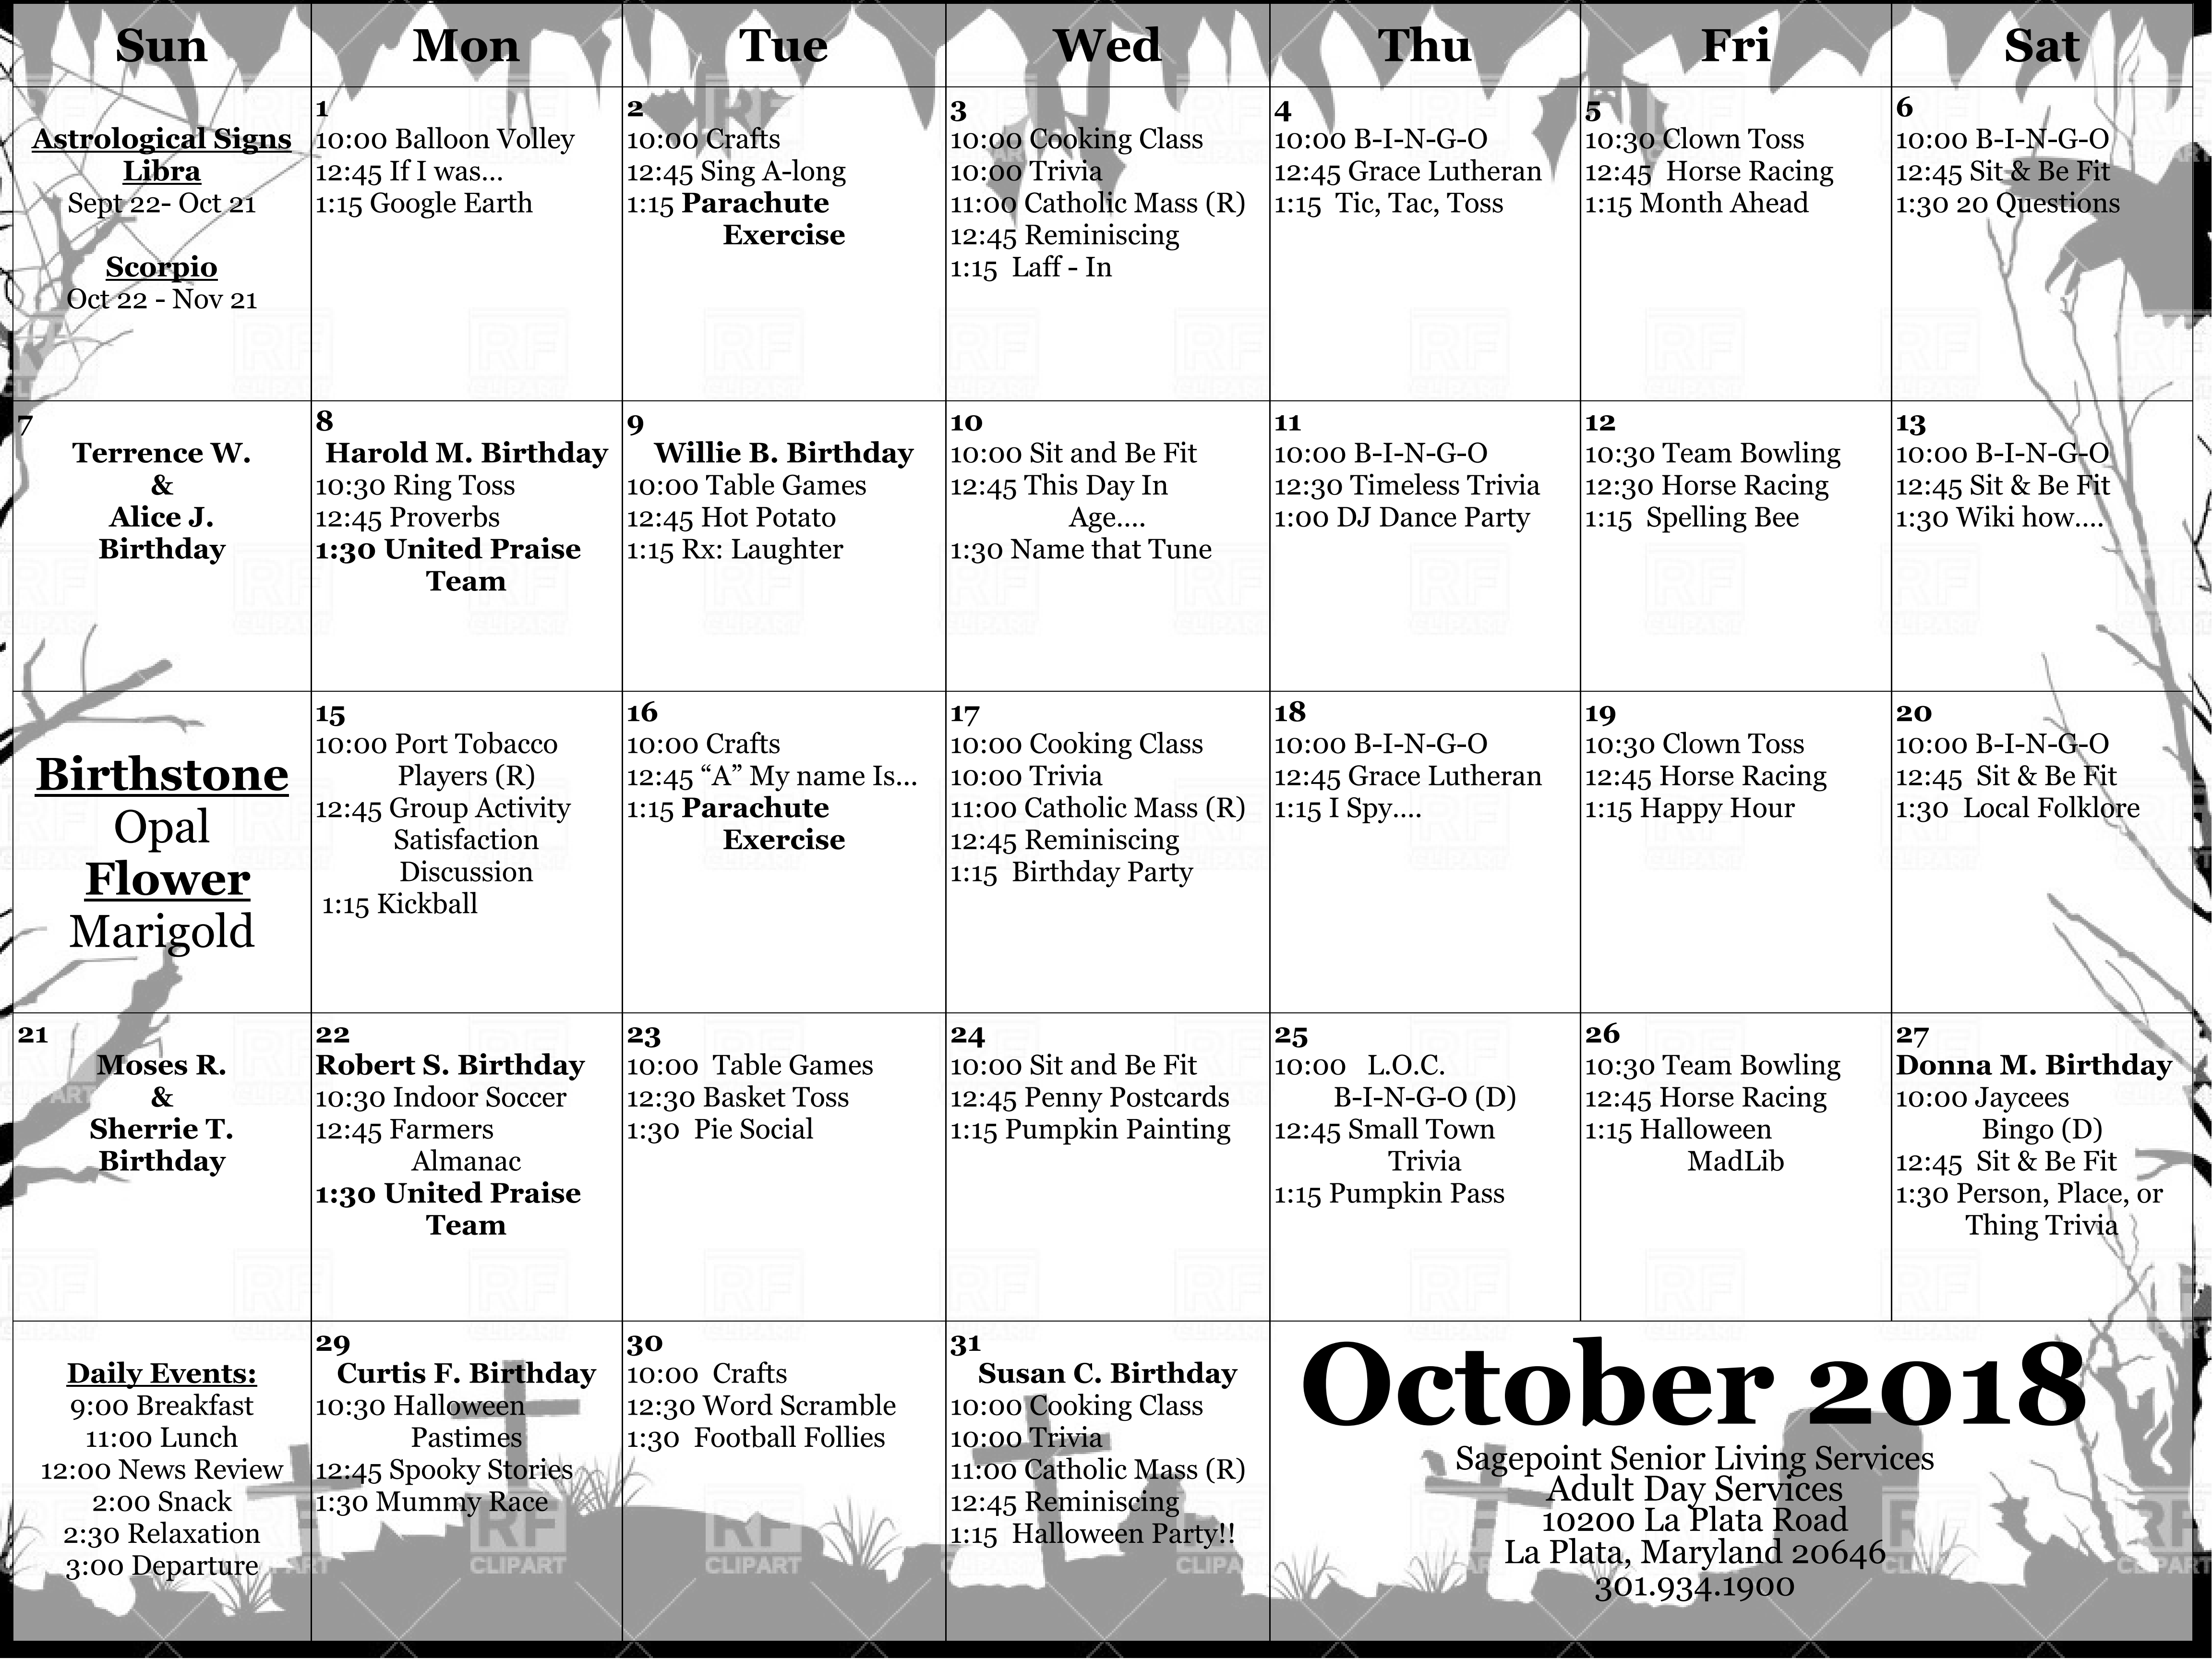 Sun Mon Tue Wed Thu Fri Sat
Astrological Signs
Libra
Sept 22- Oct 21
Scorpio
Oct 22 - Nov 21
1
10:00 Balloon Volley
12:45 If I was...
1:15 Google Earth
2
10:00 Crafts
12:45 Sing A-long
1:15 Parachute
Exercise
3
10:00 Cooking Class
10:00 Trivia
11:00 Catholic Mass (R)
12:45 Reminiscing
1:15 Laff - In
4
10:00 B-I-N-G-O
12:45 Grace Lutheran
1:15 Tic, Tac, Toss
5
10:30 Clown Toss
12:45 Horse Racing
1:15 Month Ahead
6
10:00 B-I-N-G-O
12:45 Sit & Be Fit
1:30 20 Questions
7
Terrence W.
&
Alice J.
Birthday
8
Harold M. Birthday
10:30 Ring Toss
12:45 Proverbs
1:30 United Praise
Team
9
Willie B. Birthday
10:00 Table Games
12:45 Hot Potato
1:15 Rx: Laughter
10
10:00 Sit and Be Fit
12:45 This Day In
Age....
1:30 Name that Tune
11
10:00 B-I-N-G-O
12:30 Timeless Trivia
1:00 DJ Dance Party
12
10:30 Team Bowling
12:30 Horse Racing
1:15 Spelling Bee
13
10:00 B-I-N-G-O
12:45 Sit & Be Fit
1:30 Wiki how....
Birthstone
Opal
Flower
Marigold
15
10:00 Port Tobacco
Players (R)
12:45 Group Activity
Satisfaction
Discussion
1:15 Kickball
16
10:00 Crafts
12:45 “A” My name Is...
1:15 Parachute
Exercise
17
10:00 Cooking Class
10:00 Trivia
11:00 Catholic Mass (R)
12:45 Reminiscing
1:15 Birthday Party
18
10:00 B-I-N-G-O
12:45 Grace Lutheran
1:15 I Spy....
19
10:30 Clown Toss
12:45 Horse Racing
1:15 Happy Hour
20
10:00 B-I-N-G-O
12:45 Sit & Be Fit
1:30 Local Folklore
21
Moses R.
&
Sherrie T.
Birthday
22
Robert S. Birthday
10:30 Indoor Soccer
12:45 Farmers
Almanac
1:30 United Praise
Team
23
10:00 Table Games
12:30 Basket Toss
1:30 Pie Social
24
10:00 Sit and Be Fit
12:45 Penny Postcards
1:15 Pumpkin Painting
25
10:00 L.O.C.
B-I-N-G-O (D)
12:45 Small Town
Trivia
1:15 Pumpkin Pass
26
10:30 Team Bowling
12:45 Horse Racing
1:15 Halloween
MadLib
27
Donna M. Birthday
10:00 Jaycees
Bingo (D)
12:45 Sit & Be Fit
1:30 Person, Place, or
Thing Trivia
Daily Events:
9:00 Breakfast
11:00 Lunch
12:00 News Review
2:00 Snack
2:30 Relaxation
3:00 Departure
29
Curtis F. Birthday
10:30 Halloween
Pastimes
12:45 Spooky Stories
1:30 Mummy Race
30
10:00 Crafts
12:30 Word Scramble
1:30 Football Follies
31
Susan C. Birthday
10:00 Cooking Class
10:00 Trivia
11:00 Catholic Mass (R)
12:45 Reminiscing
1:15 Halloween Party!!
October 2018
Sagepoint Senior Living Services
Adult Day Services
10200 La Plata Road
La Plata, Maryland 20646
301.934.1900
RF
CLIPART